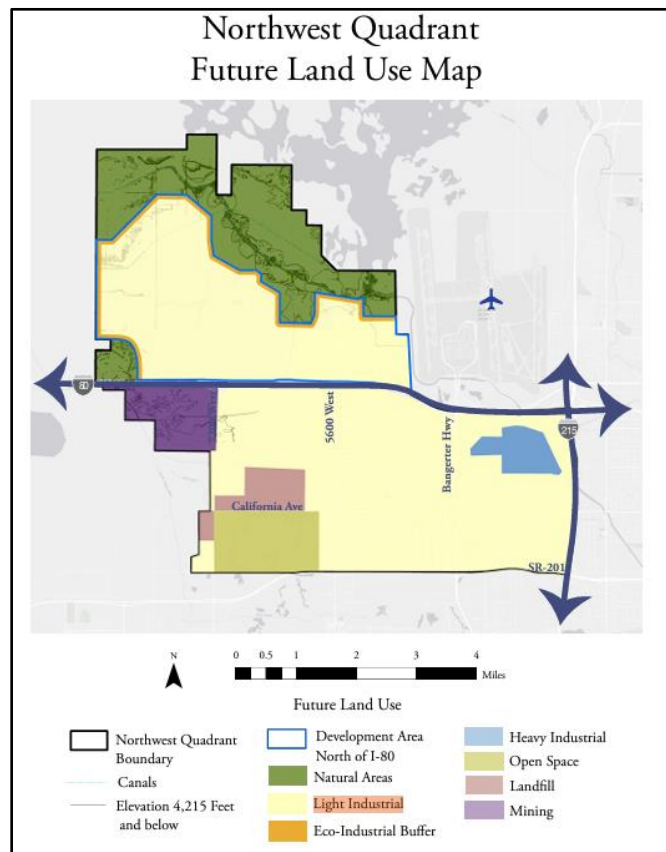 Northwest Quadrant
Future Land Use Map
80
5600 West
Bangerter Hwy
215
California Ave
SR-201
N
0 0.5 1 2 3 4
Miles
Future Land Use
Northwest Quadrant
Boundary
Canals
Elevation 4,215 Feet
and below
Development Area
North of I-80
Natural Areas
Light Industrial
Eco-Industrial Buffer
Heavy Industrial
Open Space
Landfill
Mining